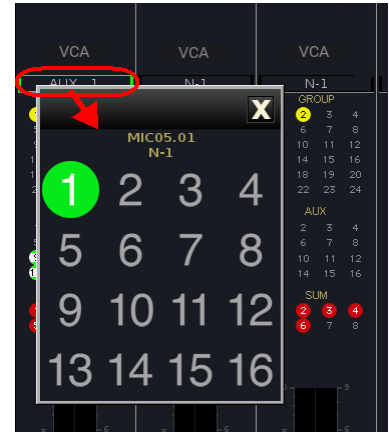 VCA VCA VCA
AUX 1 N-1 N-1
X
MIC05.01
N-1
1 2 3 4
5 6 7 8
9 10 11 12
13 14 15 16
GROUP
2 3 4
6 7 8
10 11 12
14 15 16
18 19 20
22 23 24
AUX
2 3 4
6 7 8
10 11 12
14 15 16
SUM
2 3 4
6 7 8